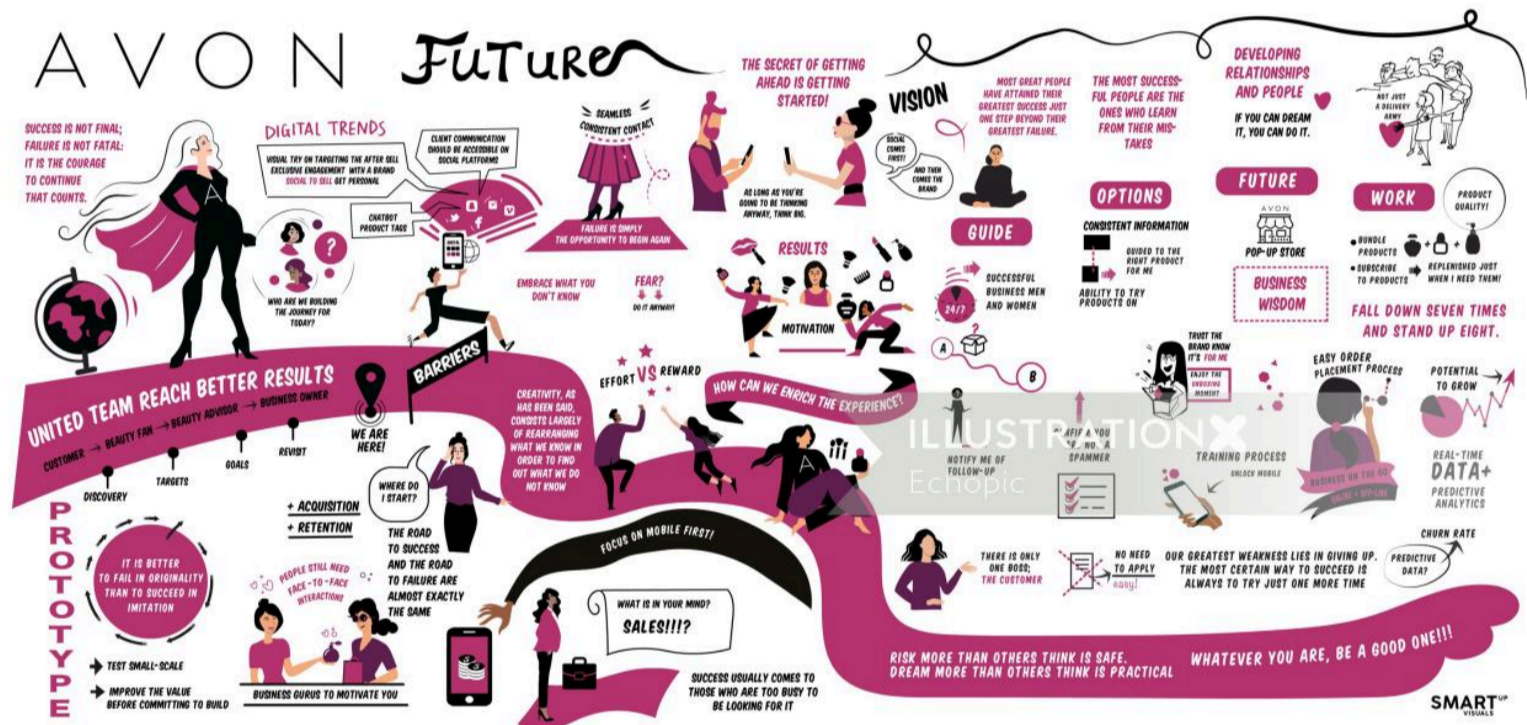 AVON FUTURE
SUCCESS IS NOT FINAL;
FAILURE IS NOT FATAL:
IT IS THE COURAGE
TO CONTINUE
THAT COUNTS.
A
DIGITAL TRENDS
VISUAL TRY ON TARGETING THE AFTER SELL
EXCLUSIVE ENGAGEMENT WITH A BRAND
SOCIAL TO SELL GET PERSONAL
CLIENT COMMUNICATION
SHOULD BE ACCESSIBLE ON
SOCIAL PLATFORMS
CHATBOT
PRODUCT TAGS
?
WHO ARE WE BUILDING
THE JOURNEY FOR
TODAY?
SEAMLESS
CONSISTENT CONTACT
FAILURE IS SIMPLY
THE OPPORTUNITY TO BEGIN AGAIN
EMBRACE WHAT YOU
DON'T KNOW
FEAR?
DO IT ANYWAY!
THE SECRET OF GETTING
AHEAD IS GETTING
STARTED!
AS LONG AS YOU'RE
GOING TO BE THINKING
ANYWAY, THINK BIG.
SOCIAL
COMES
FIRST!
AND THEN
COMES THE
BRAND
RESULTS
MOTIVATION
VISION
MOST GREAT PEOPLE
HAVE ATTAINED THEIR
GREATEST SUCCESS JUST
ONE STEP BEYOND THEIR
GREATEST FAILURE.
THE MOST SUCCESS-
FUL PEOPLE ARE THE
ONES WHO LEARN
FROM THEIR MIS-
TAKES
DEVELOPING
RELATIONSHIPS
AND PEOPLE
IF YOU CAN DREAM
IT, YOU CAN DO IT.
NOT JUST
A DELIVERY
ARMY
GUIDE
24/7
SUCCESSFUL
BUSINESS MEN
AND WOMEN
A
?
B
OPTIONS
CONSISTENT INFORMATION
GUIDED TO THE
RIGHT PRODUCT
FOR ME
ABILITY TO TRY
PRODUCTS ON
FUTURE
AVON
POP-UP STORE
BUSINESS
WISDOM
WORK
PRODUCT
QUALITY!
BUNDLE
PRODUCTS
+ +
SUBSCRIBE
TO PRODUCTS
REPLENISHED JUST
WHEN I NEED THEM!
FALL DOWN SEVEN TIMES
AND STAND UP EIGHT.
UNITED TEAM REACH BETTER RESULTS
CUSTOMER → BEAUTY FAN → BEAUTY ADVISOR → BUSINESS OWNER
DISCOVERY
TARGETS
GOALS
REVISIT
WE ARE
HERE!
BARRIERS
CREATIVITY, AS
HAS BEEN SAID,
CONSISTS LARGELY
OF REARRANGING
WHAT WE KNOW IN
ORDER TO FIND
OUT WHAT WE DO
NOT KNOW
EFFORT VS REWARD
HOW CAN WE ENRICH THE EXPERIENCE?
A
TRUST THE
BRAND KNOW
IT'S FOR ME
ENJOY THE
UNBOXING
MOMENT
EASY ORDER
PLACEMENT PROCESS
BUSINESS ON THE GO
ONLINE + OFF-LINE
POTENTIAL
TO GROW
REAL-TIME
DATA+
PREDICTIVE
ANALYTICS
CHURN RATE
PREDICTIVE
DATA?
ILLUSTRATIONX
Echopic
NOTIFY ME OF
FOLLOW-UP
YOU
NOT A
SPAMMER
TRAINING PROCESS
UNLOCK MOBILE
PROTOTYPE
IT IS BETTER
TO FAIL IN ORIGINALITY
THAN TO SUCCEED IN
IMITATION
→ TEST SMALL-SCALE
→ IMPROVE THE VALUE
BEFORE COMMITTING TO BUILD
+ ACQUISITION
+ RETENTION
PEOPLE STILL NEED
FACE-TO-FACE
INTERACTIONS
BUSINESS GURUS TO MOTIVATE YOU
WHERE DO
I START?
THE ROAD
TO SUCCESS
AND THE ROAD
TO FAILURE ARE
ALMOST EXACTLY
THE SAME
FOCUS ON MOBILE FIRST!
WHAT IS IN YOUR MIND?
SALES!!!?
SUCCESS USUALLY COMES TO
THOSE WHO ARE TOO BUSY TO
BE LOOKING FOR IT
THERE IS ONLY
ONE BOSS;
THE CUSTOMER
NO NEED
TO APPLY
easy!
OUR GREATEST WEAKNESS LIES IN GIVING UP.
THE MOST CERTAIN WAY TO SUCCEED IS
ALWAYS TO TRY JUST ONE MORE TIME
RISK MORE THAN OTHERS THINK IS SAFE.
DREAM MORE THAN OTHERS THINK IS PRACTICAL
WHATEVER YOU ARE, BE A GOOD ONE!!!
SMART UP
VISUALS